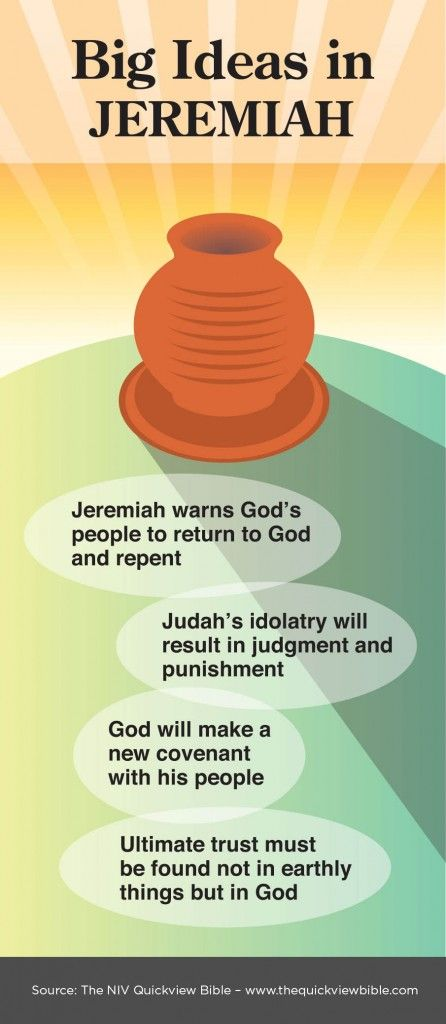 Big Ideas in
JEREMIAH
Jeremiah warns God's
people to return to God
and repent
Judah's idolatry will
result in judgment and
punishment
God will make a
new covenant
with his people
Ultimate trust must
be found not in earthly
things but in God
Source: The NIV Quickview Bible – www.thequickviewbible.com